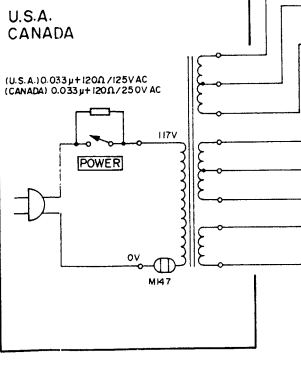 U.S.A.
CANADA
(U.S.A.) 0.033μ+120Ω/125V AC
(CANADA) 0.033μ+120Ω/250V AC
117V
POWER
0V
M147